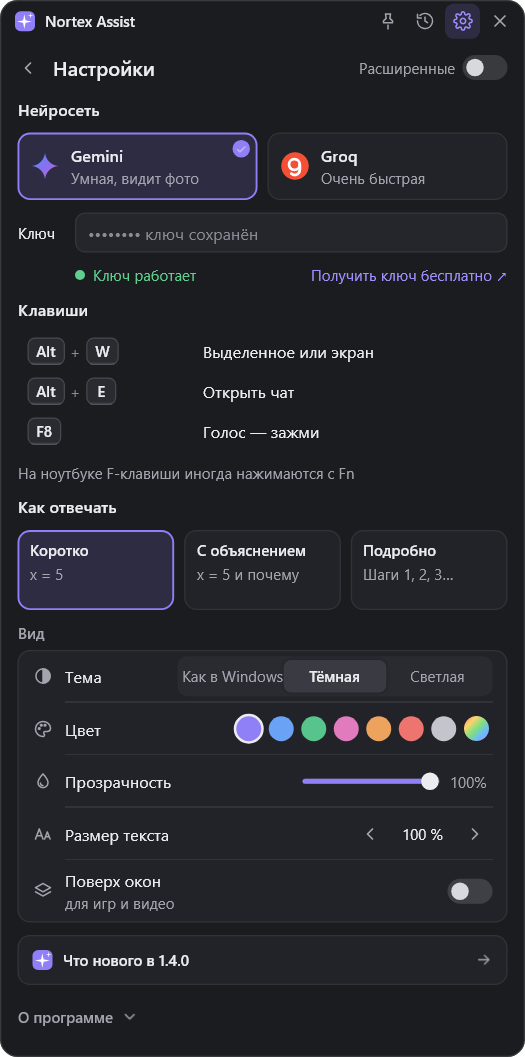 Nortex Assist
Настройки
Расширенные
Нейросеть
Gemini
Умная, видит фото
Groq
Очень быстрая
Ключ
•••••••• ключ сохранён
Ключ работает
Получить ключ бесплатно ↗
Клавиши
Alt + W
Выделенное или экран
Alt + E
Открыть чат
F8
Голос — зажми
На ноутбуке F-клавиши иногда нажимаются с Fn
Как отвечать
Коротко
x = 5
С объяснением
x = 5 и почему
Подробно
Шаги 1, 2, 3...
Вид
Тема
Как в Windows
Тёмная
Светлая
Цвет
Прозрачность
100%
Размер текста
100 %
Поверх окон
для игр и видео
Что нового в 1.4.0
О программе